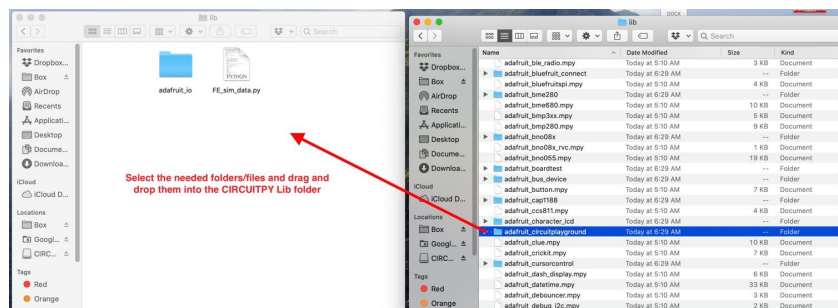 lib
Search
Favorites
Dropbox...
Box
AirDrop
Recents
Applicati...
Desktop
Docume...
Downloa...
iCloud
iCloud D...
Locations
Box
Googl...
CIRC...
Tags
Red
Orange
PYTHON
adafruit_io
FE_sim_data.py
Select the needed folders/files and drag and
drop them into the CIRCUITPY Lib folder
DOCX
lib
Search
Favorites
Dropbox...
Box
AirDrop
Recents
Applicati...
Desktop
Docume...
Downloa...
iCloud
iCloud D...
Locations
Box
Googl...
CIRC...
Tags
Red
Orange
Name Date Modified Size Kind
adafruit_ble_radio.mpy Today at 5:10 AM 3 KB Document
adafruit_bluefruit_connect Today at 6:29 AM -- Folder
adafruit_bluefruitspi.mpy Today at 5:10 AM 4 KB Document
adafruit_bme280 Today at 6:29 AM -- Folder
adafruit_bme680.mpy Today at 5:10 AM 10 KB Document
adafruit_bmp3xx.mpy Today at 5:10 AM 5 KB Document
adafruit_bmp280.mpy Today at 5:10 AM 9 KB Document
adafruit_bno08x Today at 6:29 AM -- Folder
adafruit_bno08x_rvc.mpy Today at 5:10 AM 1 KB Document
adafruit_bno055.mpy Today at 5:10 AM 19 KB Document
adafruit_boardtest Today at 6:29 AM -- Folder
adafruit_bus_device Today at 6:29 AM -- Folder
adafruit_button.mpy Today at 5:10 AM 7 KB Document
adafruit_cap1188 Today at 6:29 AM -- Folder
adafruit_ccs811.mpy Today at 5:10 AM 4 KB Document
adafruit_character_lcd Today at 6:29 AM -- Folder
adafruit_circuitplayground Today at 6:29 AM -- Folder
adafruit_clue.mpy Today at 5:10 AM 10 KB Document
adafruit_crickit.mpy Today at 5:10 AM 7 KB Document
adafruit_cursorcontrol Today at 6:29 AM -- Folder
adafruit_dash_display.mpy Today at 5:10 AM 6 KB Document
adafruit_datetime.mpy Today at 5:10 AM 33 KB Document
adafruit_debouncer.mpy Today at 5:10 AM 3 KB Document
adafruit_debug_i2c.mpy Today at 5:10 AM 2 KB Document